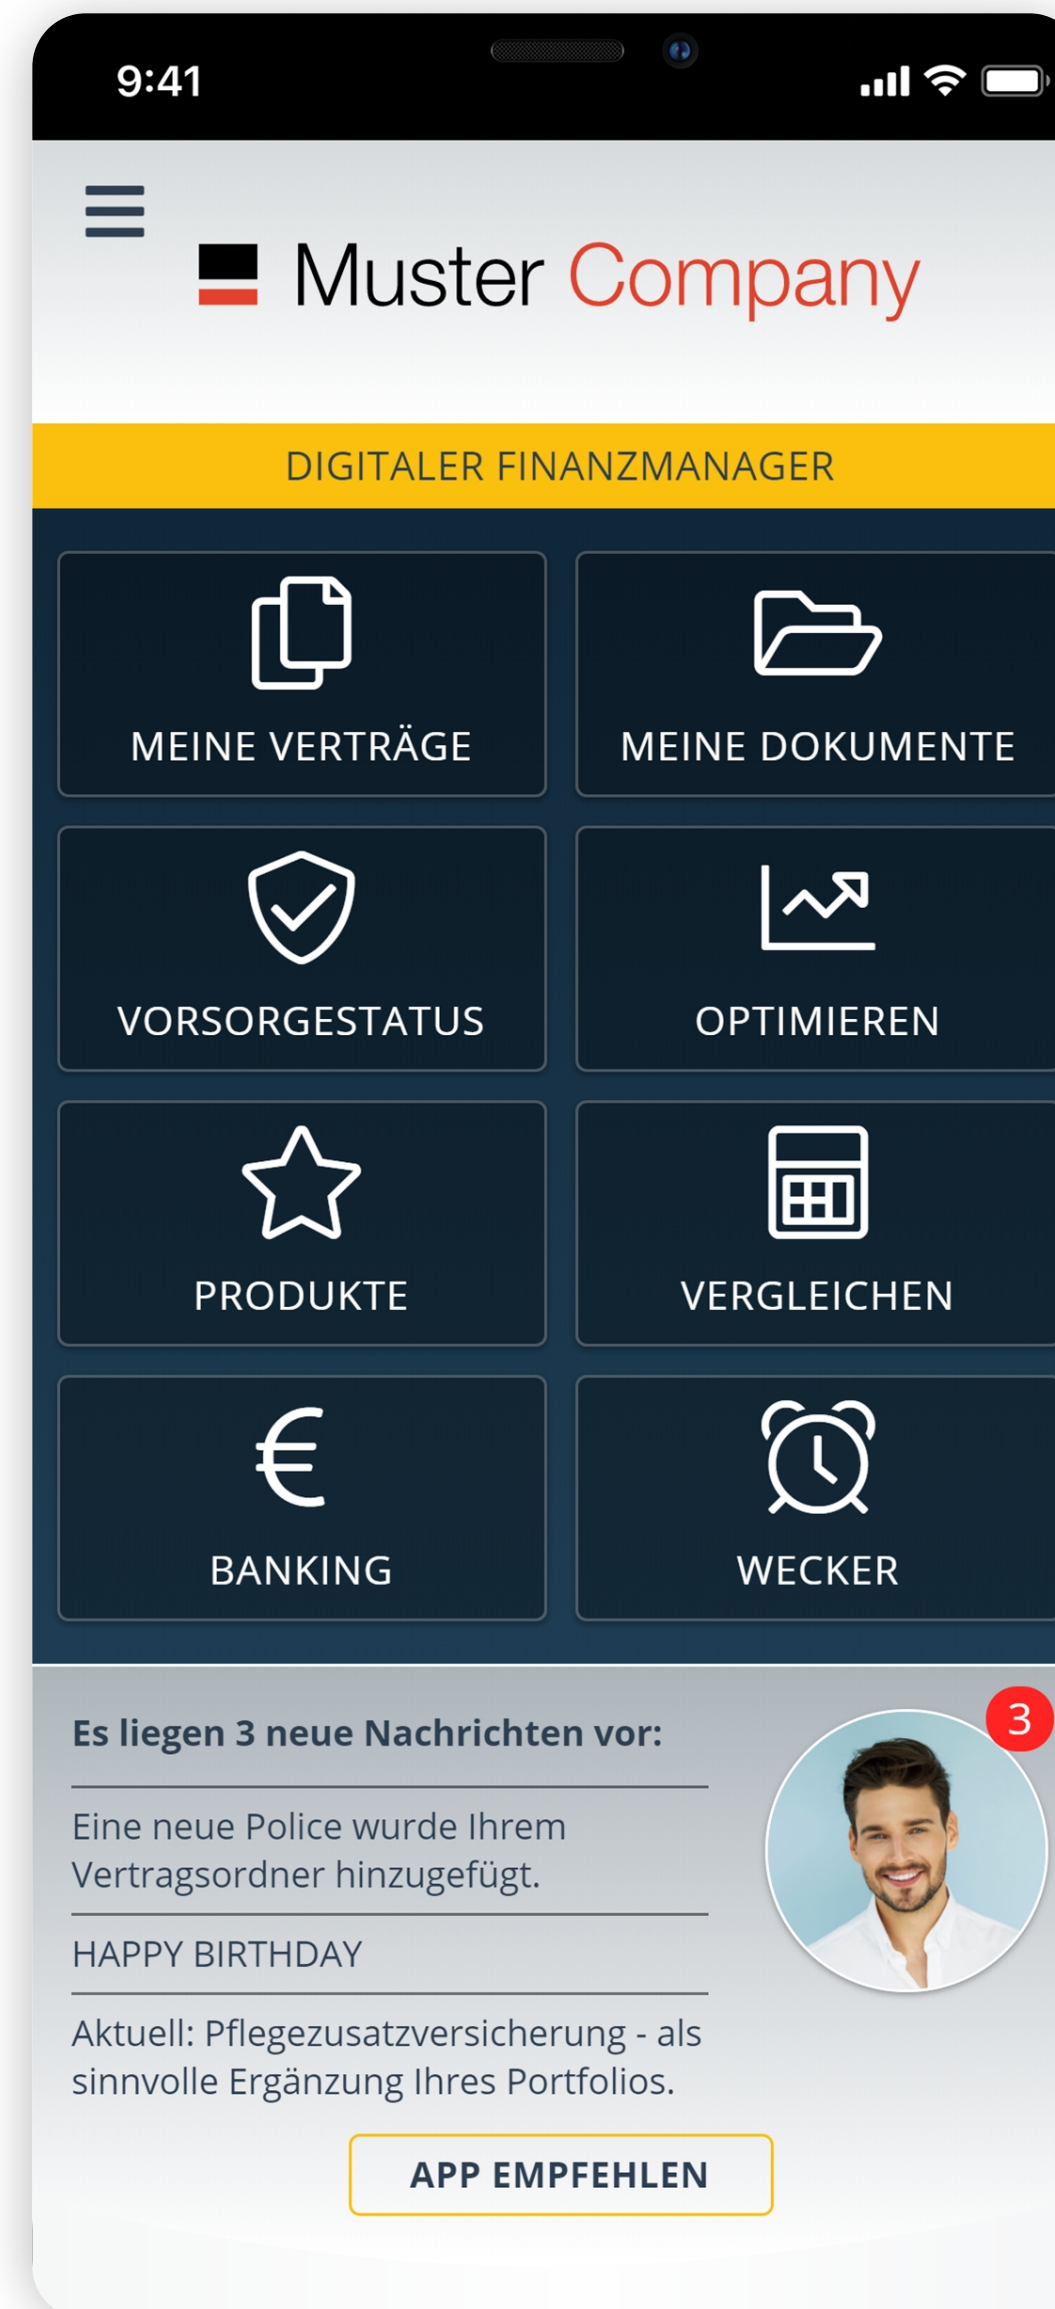 9:41
Muster Company
DIGITALER FINANZMANAGER
MEINE VERTRÄGE
MEINE DOKUMENTE
VORSORGESTATUS
OPTIMIEREN
PRODUKTE
VERGLEICHEN
€
BANKING
WECKER
Es liegen 3 neue Nachrichten vor:
3
Eine neue Police wurde Ihrem
Vertragsordner hinzugefügt.
HAPPY BIRTHDAY
Aktuell: Pflegezusatzversicherung - als
sinnvolle Ergänzung Ihres Portfolios.
APP EMPFEHLEN